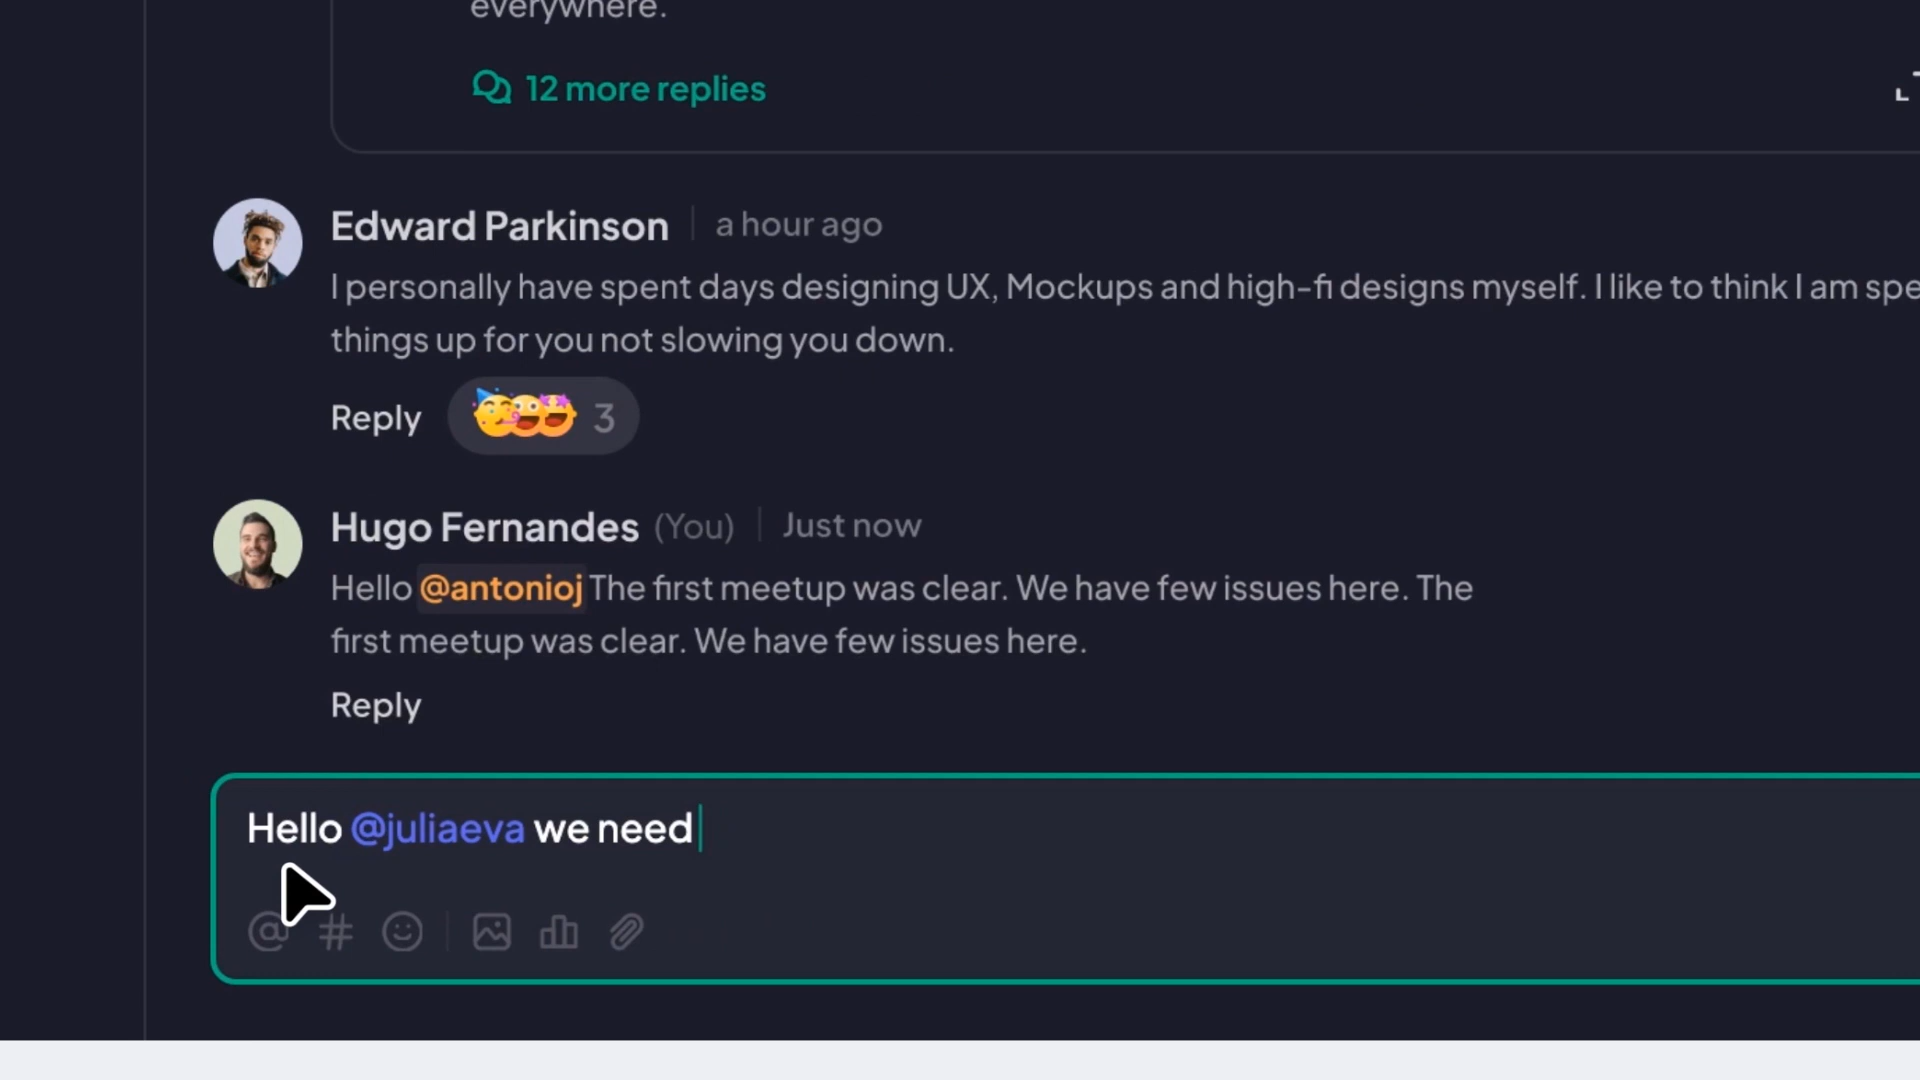 everywhere.
12 more replies
Edward Parkinson a hour ago
I personally have spent days designing UX, Mockups and high-fi designs myself. I like to think I am spe
things up for you not slowing you down.
Reply 3
Hugo Fernandes (You) Just now
Hello @antonioj The first meetup was clear. We have few issues here. The
first meetup was clear. We have few issues here.
Reply
Hello @juliaeva we need